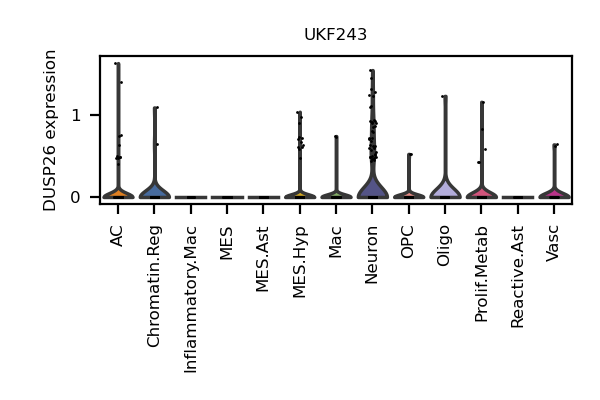 UKF243
DUSP26 expression
1
0
AC
Chromatin.Reg
Inflammatory.Mac
MES
MES.Ast
MES.Hyp
Mac
Neuron
OPC
Oligo
Prolif.Metab
Reactive.Ast
Vasc